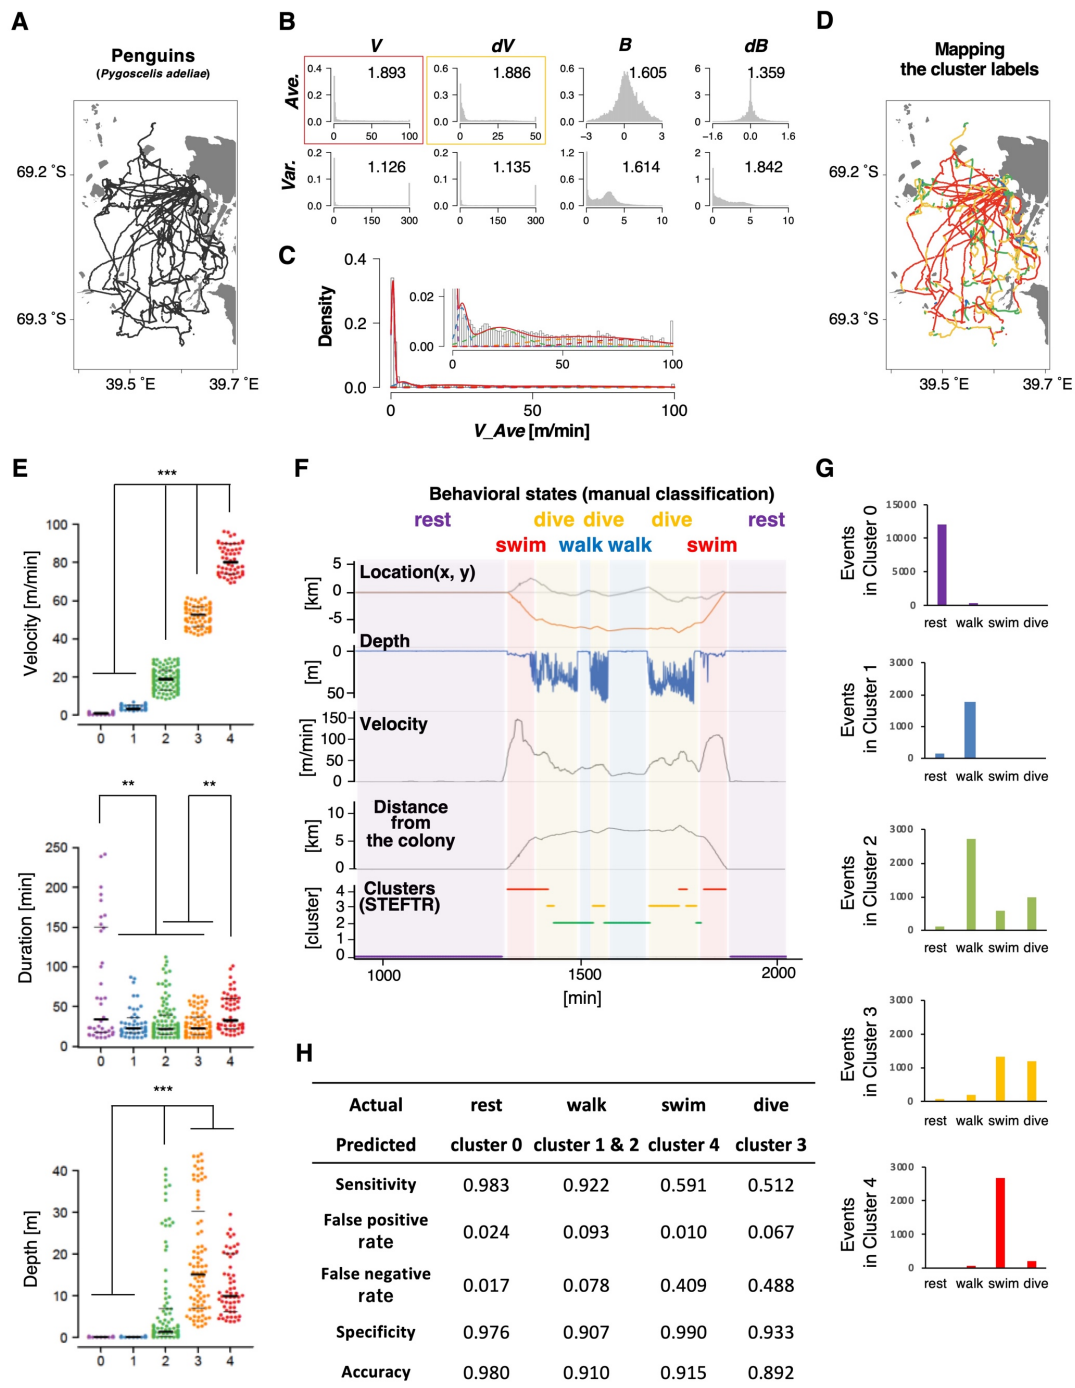 A
Penguins
(Pygoscelis adeliae)
69.2 ˚S
69.3 ˚S
39.5 ˚E
39.7 ˚E
B
V
dV
B
dB
Ave.
0.4
0.2
0.0
1.893
0
50
100
0.6
0.3
0.0
1.886
0
25
50
0.6
0.3
0.0
1.605
−3
0
3
0.6
0.3
0.0
1.359
−1.6
0.0
1.6
Var.
0.2
0.1
0.0
1.126
0
150
300
0.2
0.1
0.0
1.135
0
150
300
1.2
0.6
0.0
1.614
0
5
10
2
1
0
1.842
0
5
10
C
Density
0.4
0.2
0.0
0
50
100
0.02
0.00
0
50
100
V_Ave [m/min]
D
Mapping
the cluster labels
69.2 ˚S
69.3 ˚S
39.5 ˚E
39.7 ˚E
E
***
Velocity [m/min]
100
80
60
40
20
0
0 1 2 3 4
**
**
Duration [min]
250
200
150
100
50
0
0 1 2 3 4
***
Depth [m]
40
30
20
10
0
0 1 2 3 4
F
Behavioral states (manual classification)
rest
dive dive
dive
rest
swim
walk walk
swim
Location(x, y)
[km]
5
0
-5
Depth
[m]
0
50
Velocity
[m/min]
150
100
50
0
Distance
from
the colony
[km]
10
5
0
Clusters
(STEFTR)
[cluster]
4
3
2
1
0
1000
1500
2000
[min]
G
Events
in Cluster 0
15000
10000
5000
0
rest walk swim dive
Events
in Cluster 1
3000
2000
1000
0
rest walk swim dive
Events
in Cluster 2
3000
2000
1000
0
rest walk swim dive
Events
in Cluster 3
3000
2000
1000
0
rest walk swim dive
Events
in Cluster 4
3000
2000
1000
0
rest walk swim dive
H
Actual rest walk swim dive
Predicted cluster 0 cluster 1 & 2 cluster 4 cluster 3
Sensitivity 0.983 0.922 0.591 0.512
False positive
rate 0.024 0.093 0.010 0.067
False negative
rate 0.017 0.078 0.409 0.488
Specificity 0.976 0.907 0.990 0.933
Accuracy 0.980 0.910 0.915 0.892